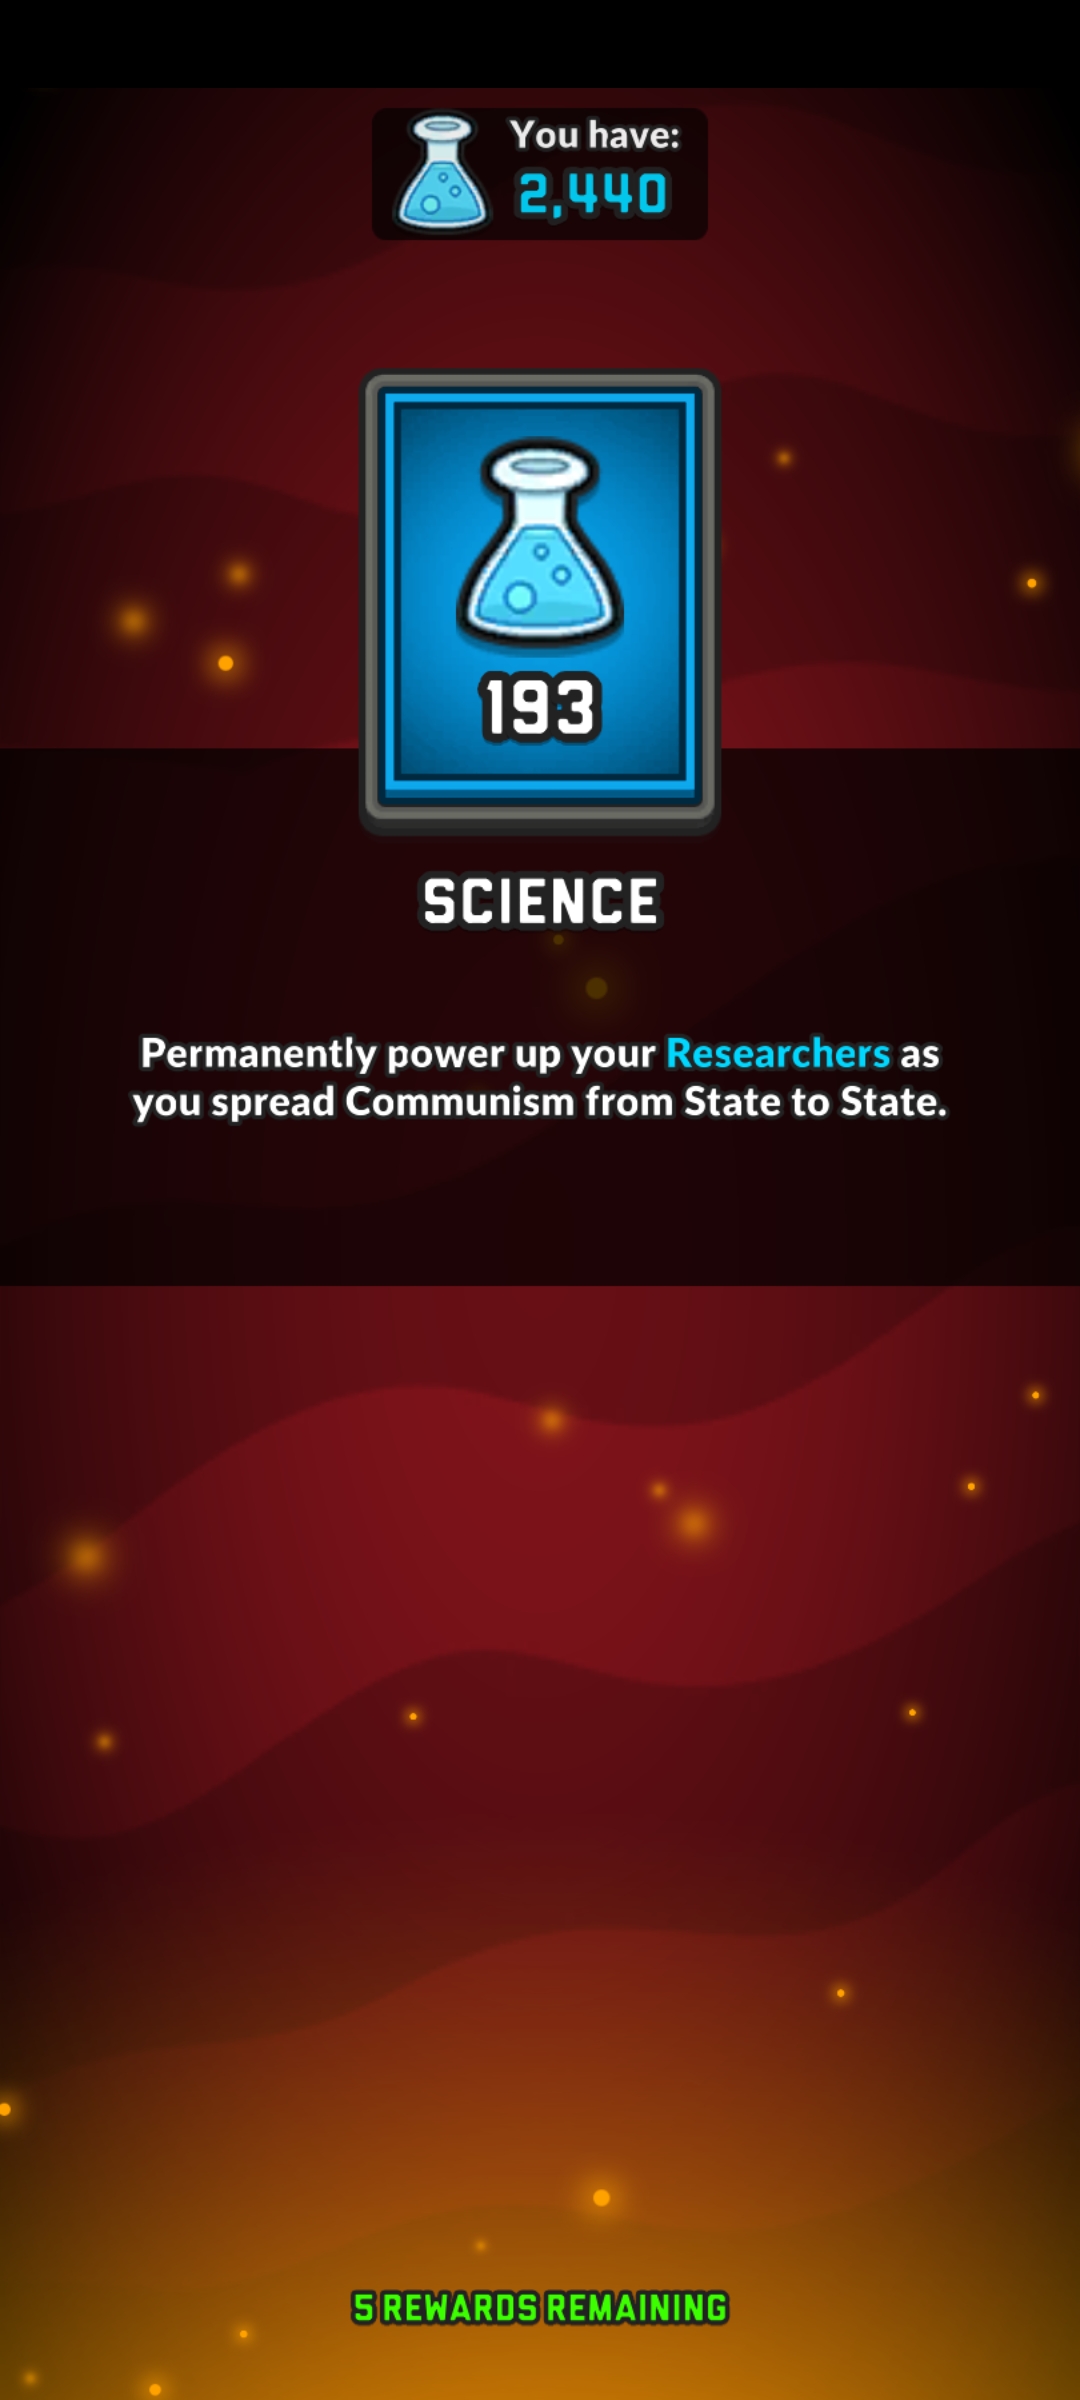 You have:
2,440
193
SCIENCE
Permanently power up your Researchers as
you spread Communism from State to State.
5 REWARDS REMAINING